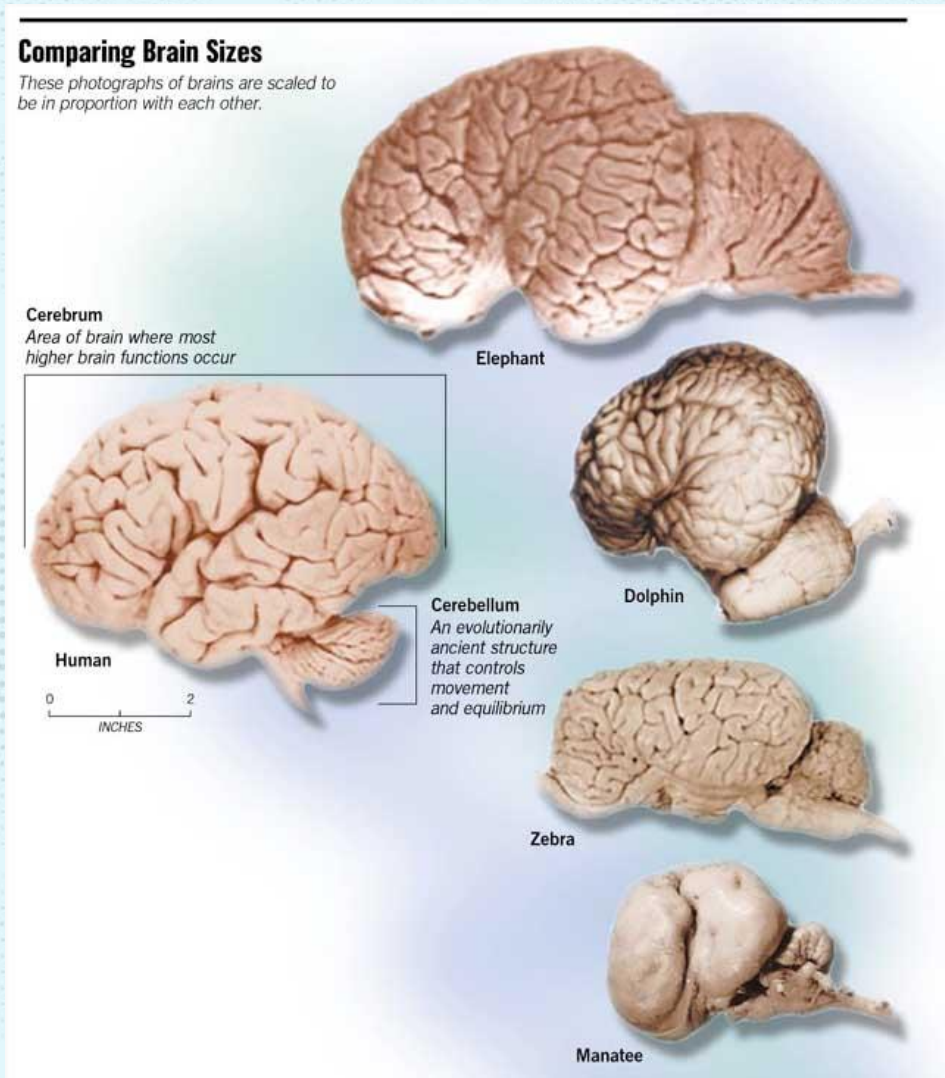 Comparing Brain Sizes
These photographs of brains are scaled to
be in proportion with each other.
Elephant
Cerebrum
Area of brain where most
higher brain functions occur
Dolphin
Cerebellum
An evolutionarily
ancient structure
that controls
movement
and equilibrium
Human
0 2
INCHES
Zebra
Manatee